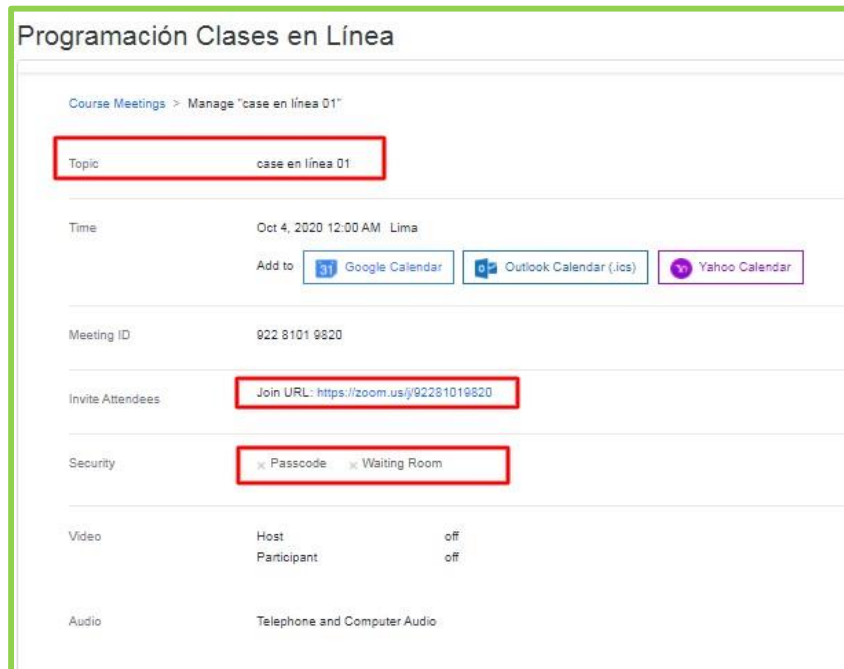 Programación Clases en Línea
Course Meetings > Manage "case en línea 01"
Topic case en línea 01
Time Oct 4, 2020 12:00 AM Lima
Add to 31 Google Calendar Outlook Calendar (.ics) Yahoo Calendar
Meeting ID 922 8101 9820
Invite Attendees Join URL: https://zoom.us/j/92281019820
Security × Passcode × Waiting Room
Video Host off
Participant off
Audio Telephone and Computer Audio